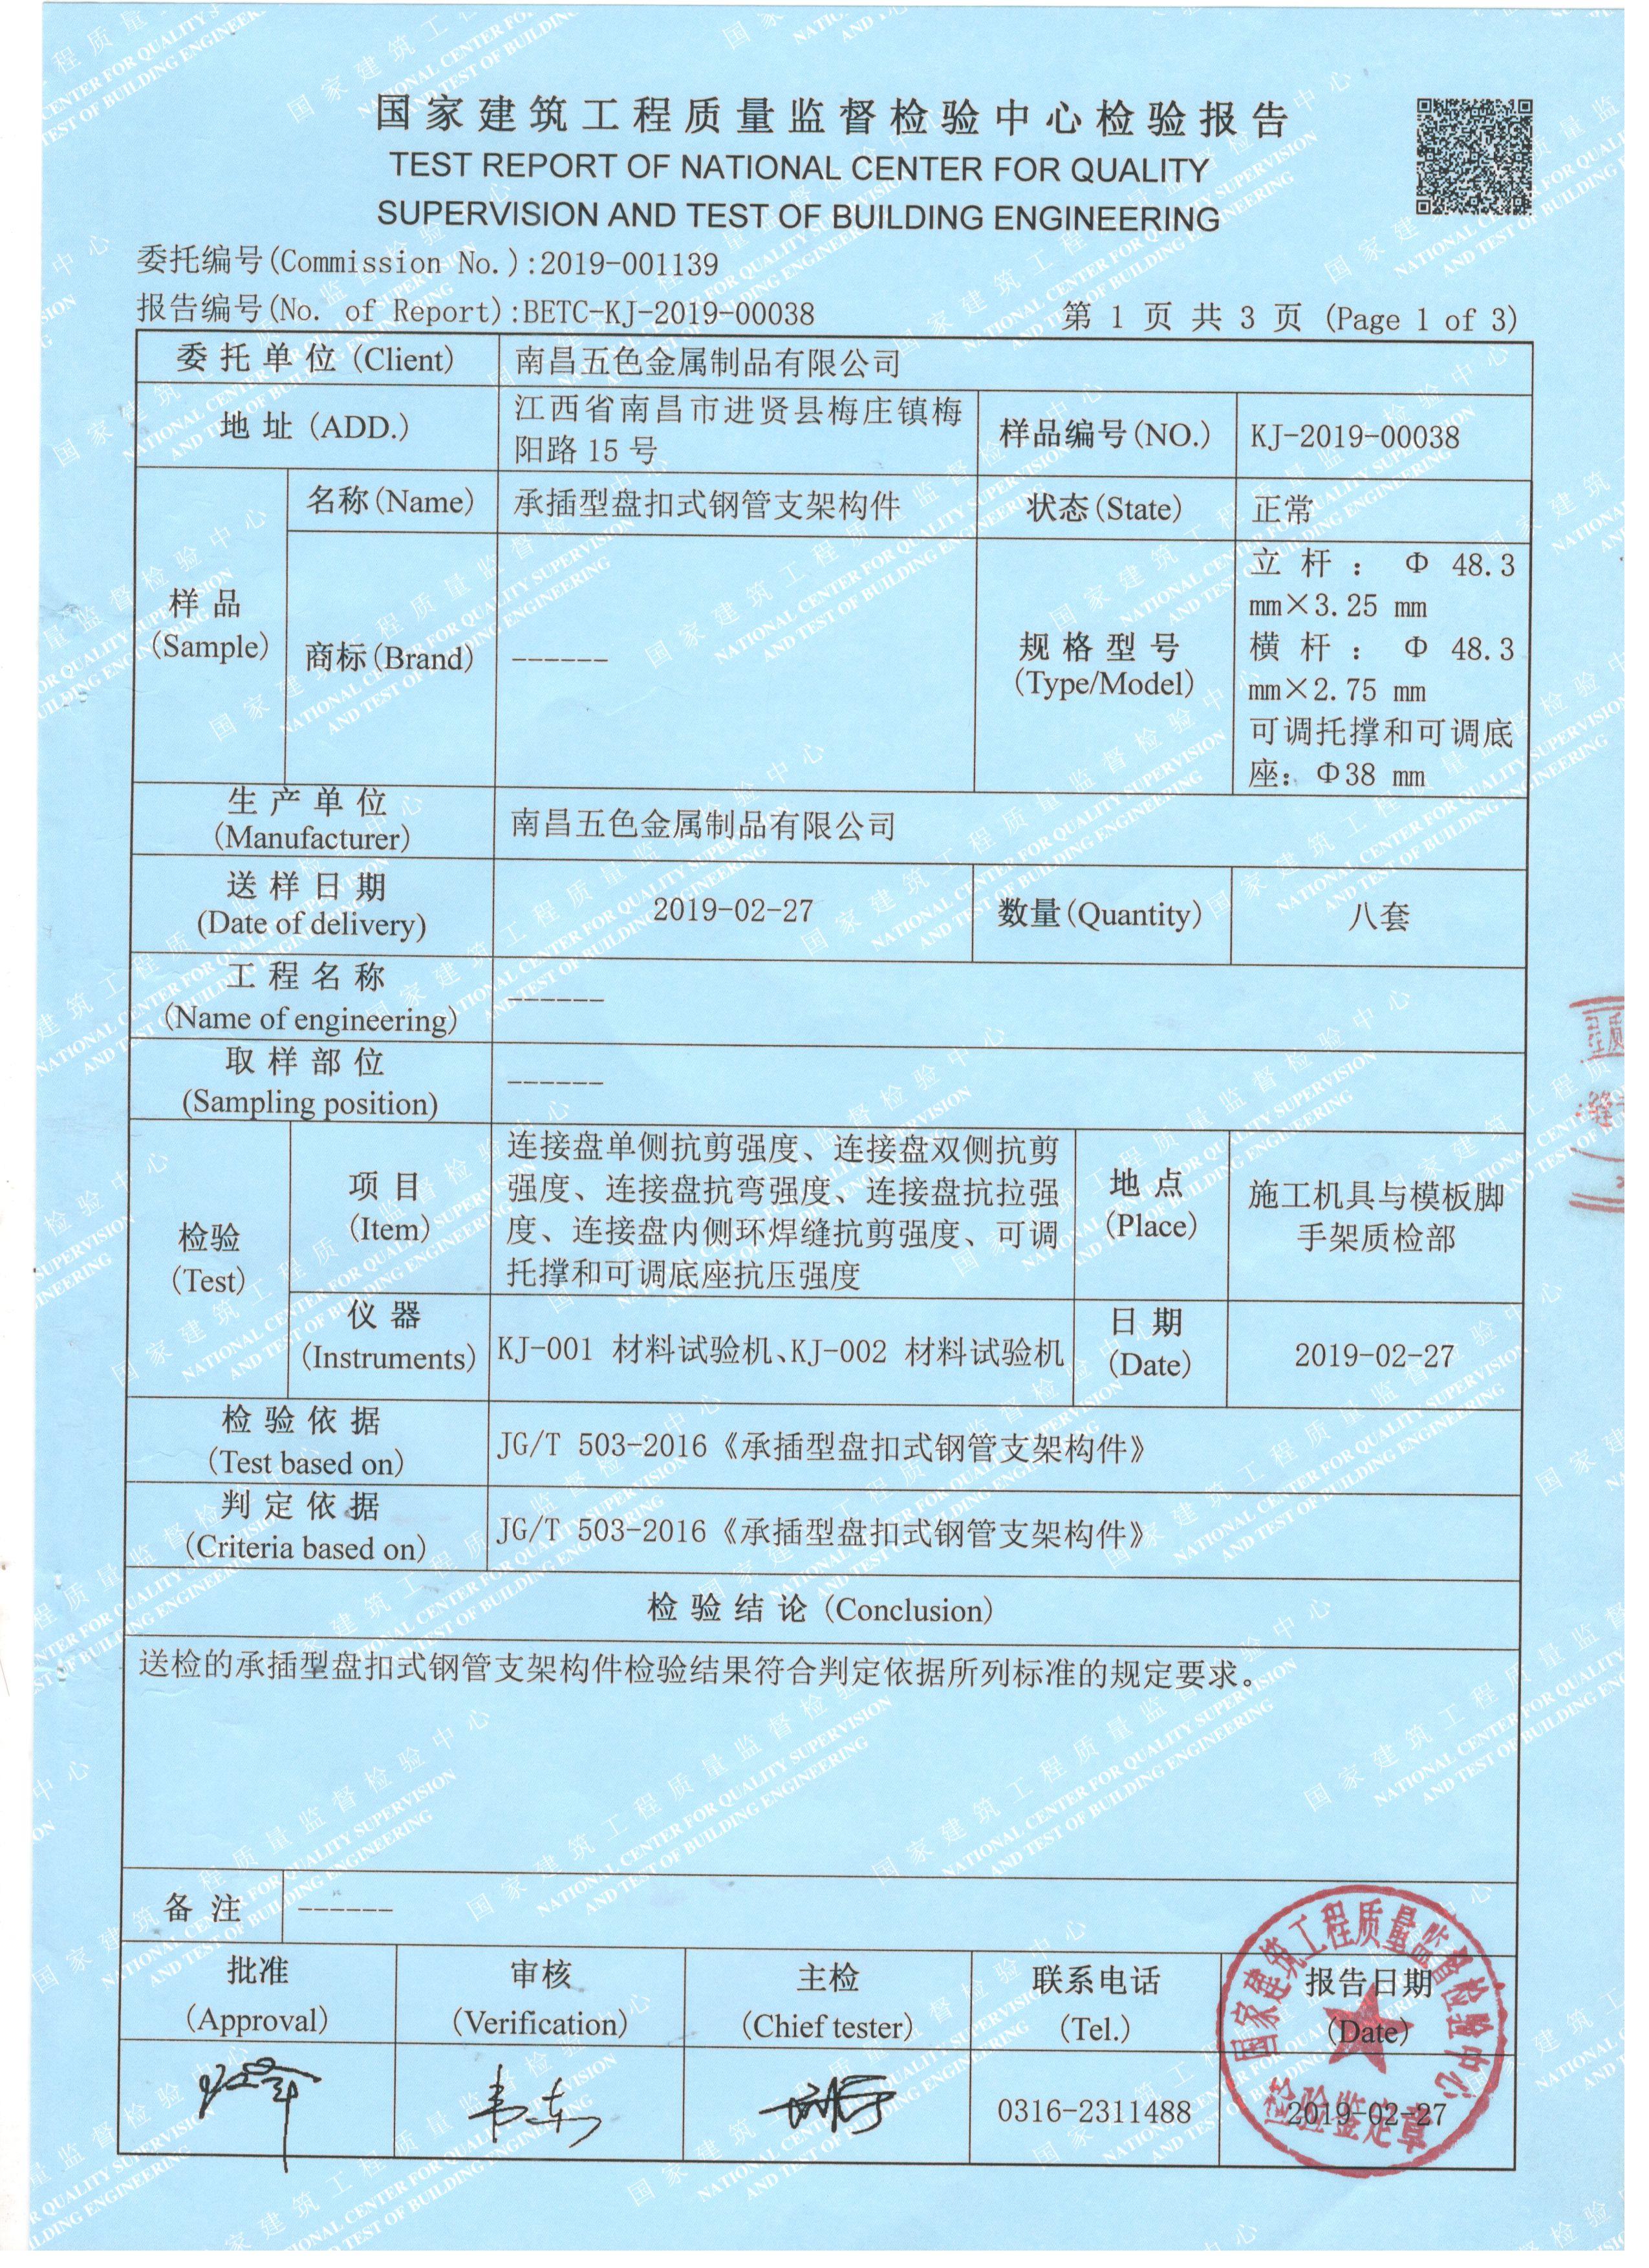 国家建筑工程质量监督检验中心检验报告
TEST REPORT OF NATIONAL CENTER FOR QUALITY
SUPERVISION AND TEST OF BUILDING ENGINEERING
委托编号(Commission No.):2019-001139
报告编号(No. of Report):BETC-KJ-2019-00038
第 1 页 共 3 页 (Page 1 of 3)
委托单位(Client)
南昌五色金属制品有限公司
地址 (ADD.)
江西省南昌市进贤县梅庄镇梅
阳路 15 号
样品编号(NO.)
KJ-2019-00038
样品
(Sample)
名称(Name)
承插型盘扣式钢管支架构件
状态(State)
正常
商标(Brand)
------
规格型号
(Type/Model)
立杆： Φ 48.3
mm×3.25 mm
横杆： Φ 48.3
mm×2.75 mm
可调托撑和可调底
座：Φ38 mm
生产单位
(Manufacturer)
南昌五色金属制品有限公司
送样日期
(Date of delivery)
2019-02-27
数量(Quantity)
八套
工程名称
(Name of engineering)
------
取样部位
(Sampling position)
------
检验
(Test)
项目
(Item)
连接盘单侧抗剪强度、连接盘双侧抗剪
强度、连接盘抗弯强度、连接盘抗拉强
度、连接盘内侧环焊缝抗剪强度、可调
托撑和可调底座抗压强度
地点
(Place)
施工机具与模板脚
手架质检部
仪器
(Instruments)
KJ-001 材料试验机、KJ-002 材料试验机
日期
(Date)
2019-02-27
检验依据
(Test based on)
JG/T 503-2016《承插型盘扣式钢管支架构件》
判定依据
(Criteria based on)
JG/T 503-2016《承插型盘扣式钢管支架构件》
检验结论(Conclusion)
送检的承插型盘扣式钢管支架构件检验结果符合判定依据所列标准的规定要求。
备注
------
批准
(Approval)
审核
(Verification)
主检
(Chief tester)
联系电话
(Tel.)
报告日期
(Date)
0316-2311488
2019-02-27
国家建筑工程质量监督检验中心
检验鉴定章